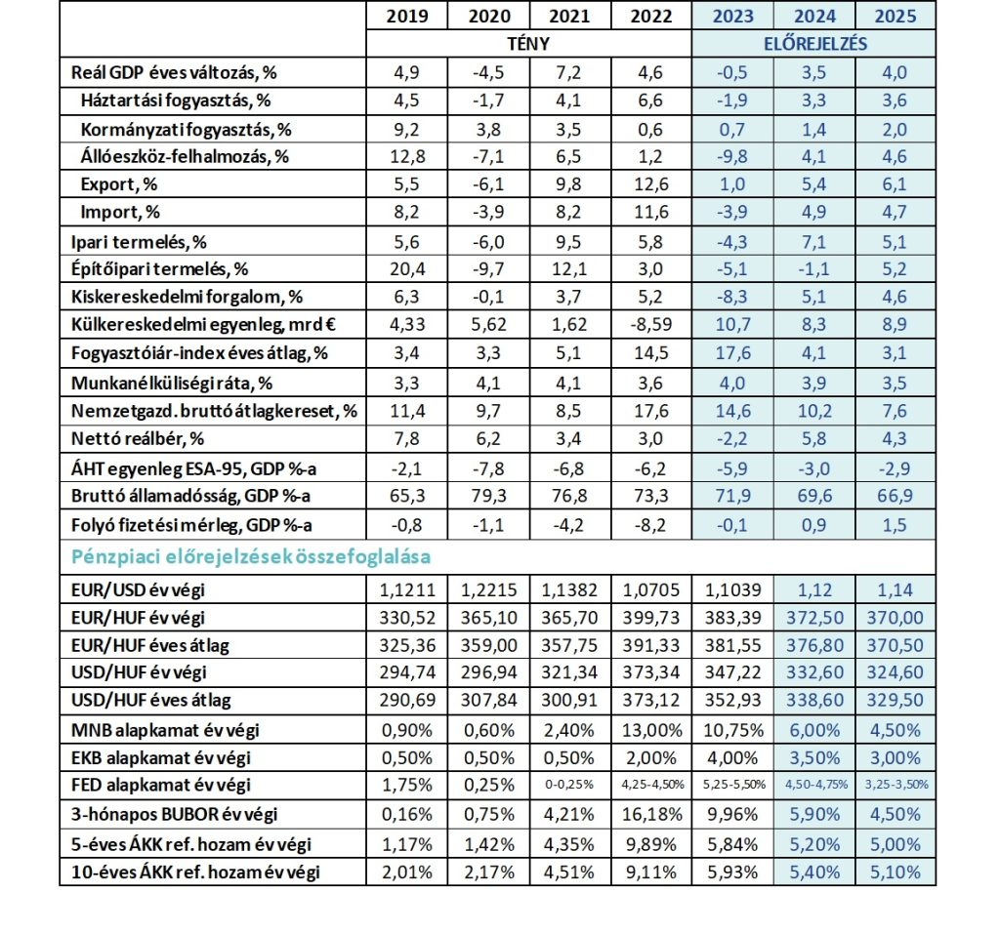 2019 2020 2021 2022 2023 2024 2025
TÉNY ELŐREJELZÉS
Reál GDP éves változás, % 4,9 -4,5 7,2 4,6 -0,5 3,5 4,0
Háztartási fogyasztás, % 4,5 -1,7 4,1 6,6 -1,9 3,3 3,6
Kormányzati fogyasztás, % 9,2 3,8 3,5 0,6 0,7 1,4 2,0
Állóeszköz-felhalmozás, % 12,8 -7,1 6,5 1,2 -9,8 4,1 4,6
Export, % 5,5 -6,1 9,8 12,6 1,0 5,4 6,1
Import, % 8,2 -3,9 8,2 11,6 -3,9 4,9 4,7
Ipari termelés, % 5,6 -6,0 9,5 5,8 -4,3 7,1 5,1
Építőipari termelés, % 20,4 -9,7 12,1 3,0 -5,1 -1,1 5,2
Kiskereskedelmi forgalom, % 6,3 -0,1 3,7 5,2 -8,3 5,1 4,6
Külkereskedelmi egyenleg, mrd € 4,33 5,62 1,62 -8,59 10,7 8,3 8,9
Fogyasztóiár-index éves átlag, % 3,4 3,3 5,1 14,5 17,6 4,1 3,1
Munkanélküliségi ráta, % 3,3 4,1 4,1 3,6 4,0 3,9 3,5
Nemzetgazd. bruttó átlagkereset, % 11,4 9,7 8,5 17,6 14,6 10,2 7,6
Nettó reálbér, % 7,8 6,2 3,4 3,0 -2,2 5,8 4,3
ÁHT egyenleg ESA-95, GDP %-a -2,1 -7,8 -6,8 -6,2 -5,9 -3,0 -2,9
Bruttó államadósság, GDP %-a 65,3 79,3 76,8 73,3 71,9 69,6 66,9
Folyó fizetési mérleg, GDP %-a -0,8 -1,1 -4,2 -8,2 -0,1 0,9 1,5
Pénzpiaci előrejelzések összefoglalása
EUR/USD év végi 1,1211 1,2215 1,1382 1,0705 1,1039 1,12 1,14
EUR/HUF év végi 330,52 365,10 365,70 399,73 383,39 372,50 370,00
EUR/HUF éves átlag 325,36 359,00 357,75 391,33 381,55 376,80 370,50
USD/HUF év végi 294,74 296,94 321,34 373,34 347,22 332,60 324,60
USD/HUF éves átlag 290,69 307,84 300,91 373,12 352,93 338,60 329,50
MNB alapkamat év végi 0,90% 0,60% 2,40% 13,00% 10,75% 6,00% 4,50%
EKB alapkamat év végi 0,50% 0,50% 0,50% 2,00% 4,00% 3,50% 3,00%
FED alapkamat év végi 1,75% 0,25% 0-0,25% 4,25-4,50% 5,25-5,50% 4,50-4,75% 3,25-3,50%
3-hónapos BUBOR év végi 0,16% 0,75% 4,21% 16,18% 9,96% 5,90% 4,50%
5-éves ÁKK ref. hozam év végi 1,17% 1,42% 4,35% 9,89% 5,84% 5,20% 5,00%
10-éves ÁKK ref. hozam év végi 2,01% 2,17% 4,51% 9,11% 5,93% 5,40% 5,10%